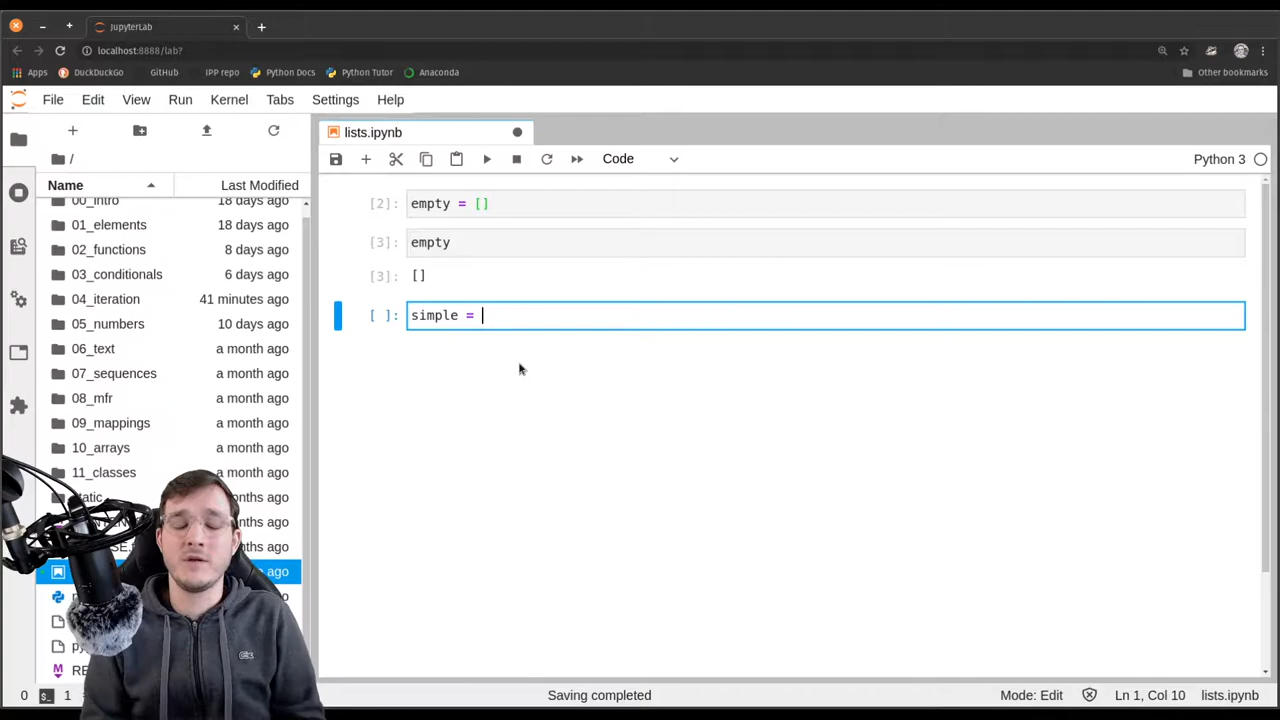 JupyterLab
localhost:8888/lab?
Apps DuckDuckGo GitHub IPP repo Python Docs Python Tutor Anaconda Other bookmarks
File Edit View Run Kernel Tabs Settings Help
lists.ipynb
/
Code
Python 3
Name Last Modified
00_intro 18 days ago
01_elements 18 days ago
02_functions 8 days ago
03_conditionals 6 days ago
04_iteration 41 minutes ago
05_numbers 10 days ago
06_text a month ago
07_sequences a month ago
08_mfr a month ago
09_mappings a month ago
10_arrays a month ago
11_classes a month ago
ago
[2]: empty = []
[3]: empty
[3]: []
[ ]: simple =
0 $_ 1 Saving completed Mode: Edit Ln 1, Col 10 lists.ipynb